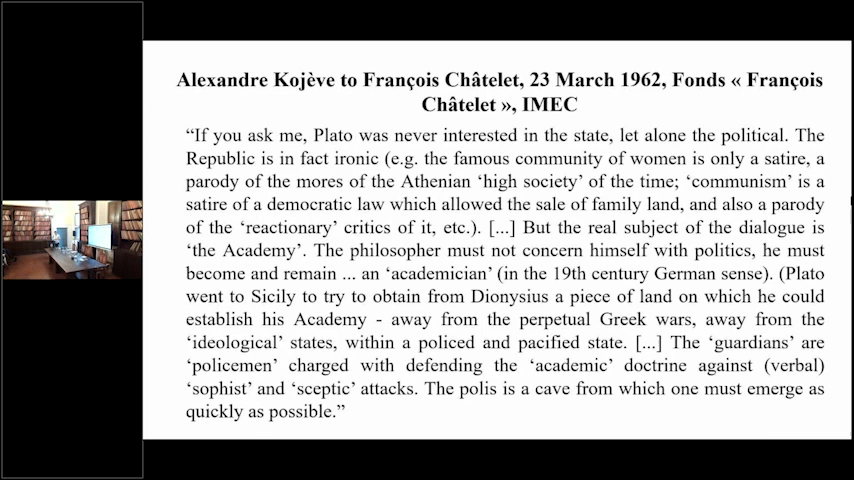 Alexandre Kojève to François Châtelet, 23 March 1962, Fonds « François
Châtelet », IMEC
“If you ask me, Plato was never interested in the state, let alone the political. The
Republic is in fact ironic (e.g. the famous community of women is only a satire, a
parody of the mores of the Athenian ‘high society’ of the time; ‘communism’ is a
satire of a democratic law which allowed the sale of family land, and also a parody
of the ‘reactionary’ critics of it, etc.). [...] But the real subject of the dialogue is
‘the Academy’. The philosopher must not concern himself with politics, he must
become and remain ... an ‘academician’ (in the 19th century German sense). (Plato
went to Sicily to try to obtain from Dionysius a piece of land on which he could
establish his Academy - away from the perpetual Greek wars, away from the
‘ideological’ states, within a policed and pacified state. [...] The ‘guardians’ are
‘policemen’ charged with defending the ‘academic’ doctrine against (verbal)
‘sophist’ and ‘sceptic’ attacks. The polis is a cave from which one must emerge as
quickly as possible.”